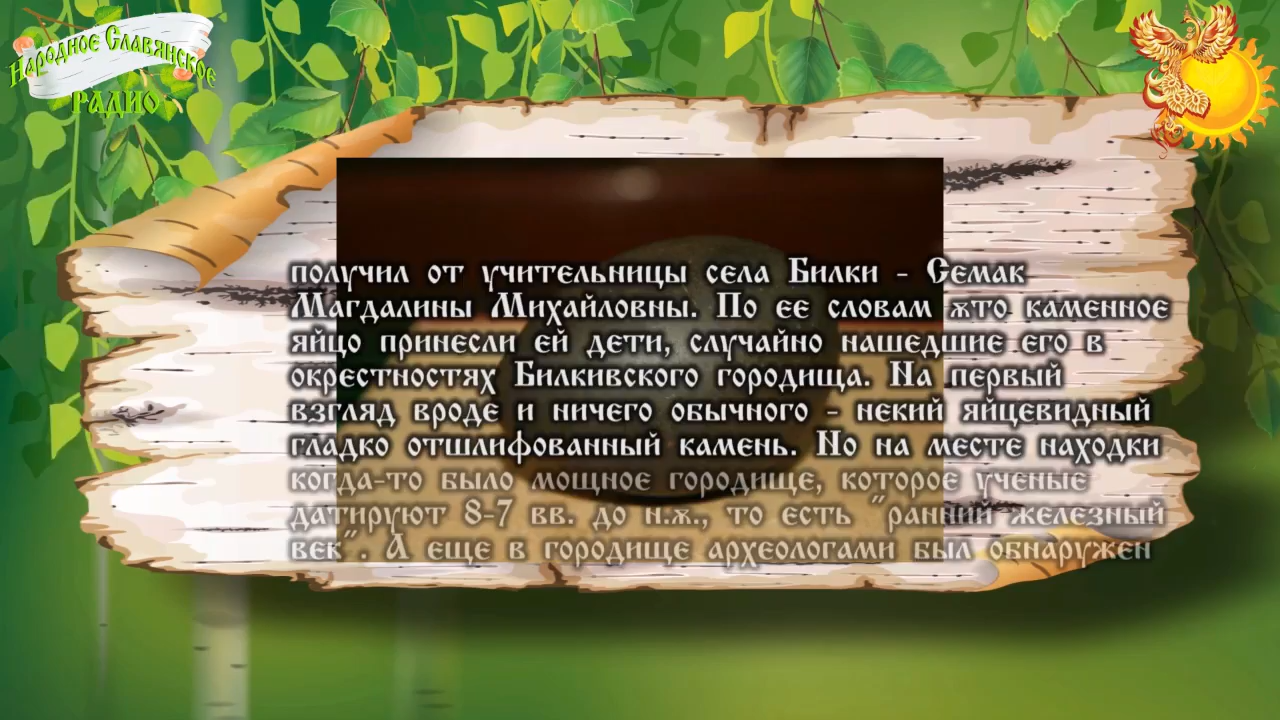 Народное Славянское
РАДИО
получил от учительницы села Билки - Семак
Магдалины Михайловны. По ее словам ѫто каменное
яйцо принесли ей дети, случайно нашедшие его в
окрестностях Билкивского городища. На первый
взгляд вроде и ничего обычного - некий яйцевидный
гладко отшлифованный камень. Но на месте находки
когда-то было мощное городище, которое ученые
датируют 8-7 вв. до н.ѫ., то есть "ранний железный
век". А еще в городище археологами был обнаружен